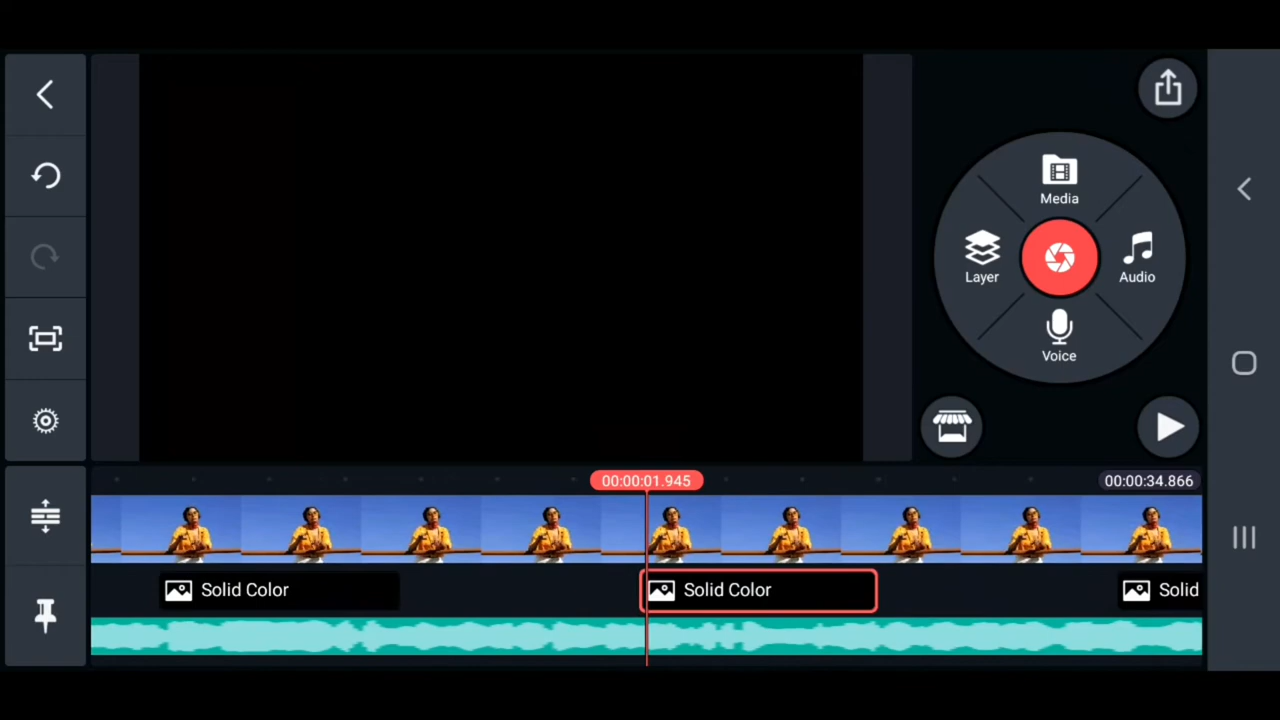 Media
Layer
Audio
Voice
00:00:01.945
00:00:34.866
Solid Color
Solid Color
Solid